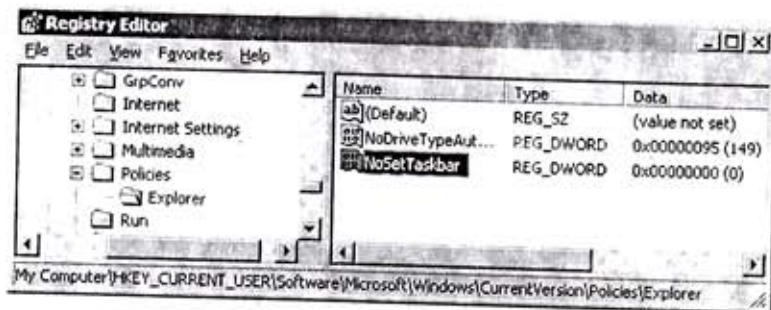 Registry Editor
File Edit View Favorites Help
GrpConv
Internet
Internet Settings
Multimedia
Policies
Explorer
Run
Name Type Data
(Default) REG_SZ (value not set)
NoDriveTypeAut... REG_DWORD 0x00000095 (149)
NoSetTaskbar REG_DWORD 0x00000000 (0)
My Computer\HKEY_CURRENT_USER\Software\Microsoft\Windows\CurrentVersion\Policies\Explorer